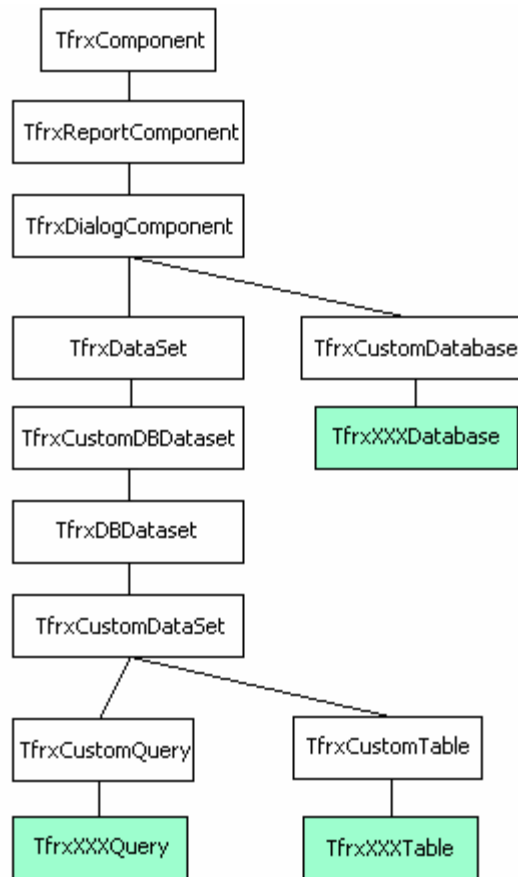 TfrxComponent
TfrxReportComponent
TfrxDialogComponent
TfrxDataSet
TfrxCustomDatabase
TfrxCustomDBDataset
TfrxXXXDatabase
TfrxDBDataset
TfrxCustomDataSet
TfrxCustomQuery
TfrxCustomTable
TfrxXXXQuery
TfrxXXXTable